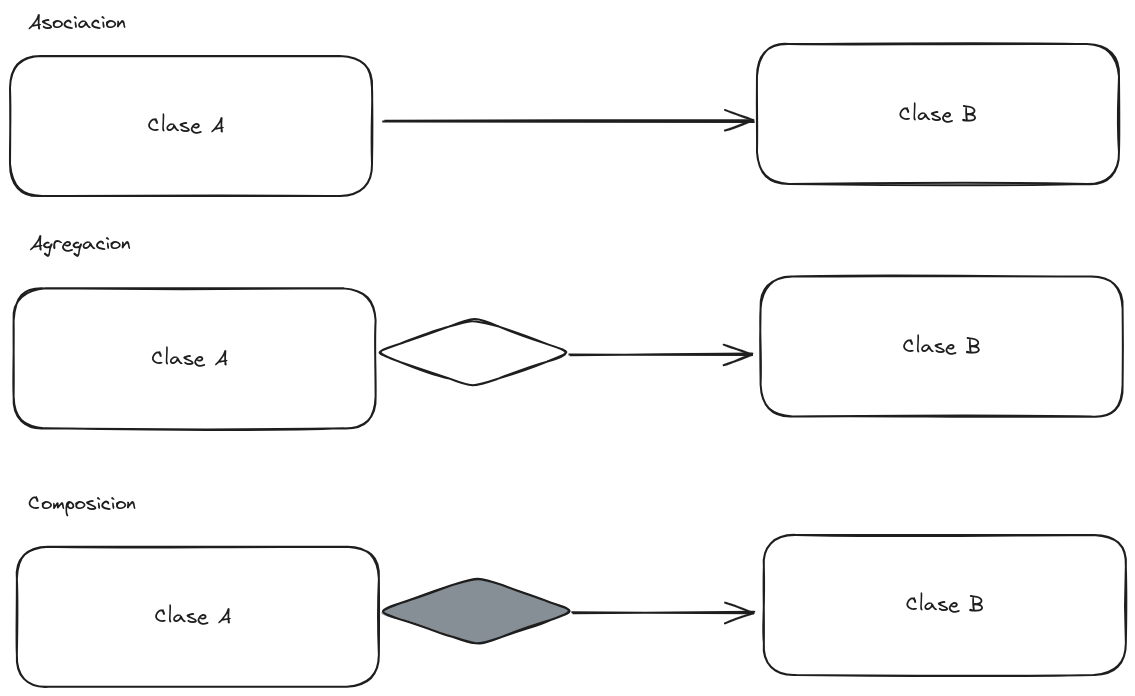 Asociacion
Clase A
Clase B
Agregacion
Clase A
Clase B
Composicion
Clase A
Clase B